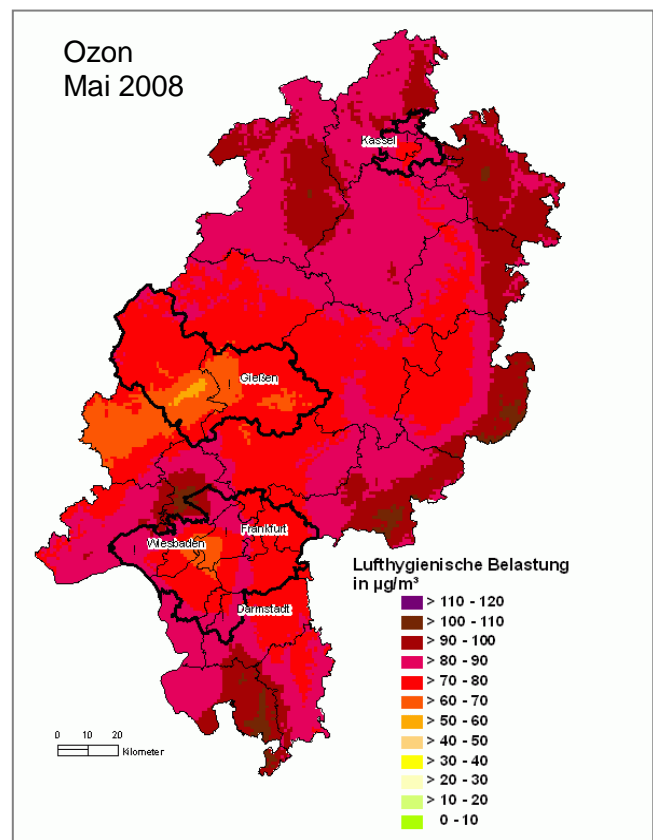 Ozon
Mai 2008
Kassel
Gießen
Frankfurt
Wiesbaden
Darmstadt
Lufthygienische Belastung
in µg/m³
> 110 - 120
> 100 - 110
> 90 - 100
> 80 - 90
> 70 - 80
> 60 - 70
> 50 - 60
> 40 - 50
> 30 - 40
> 20 - 30
> 10 - 20
0 - 10
0 10 20
Kilometer